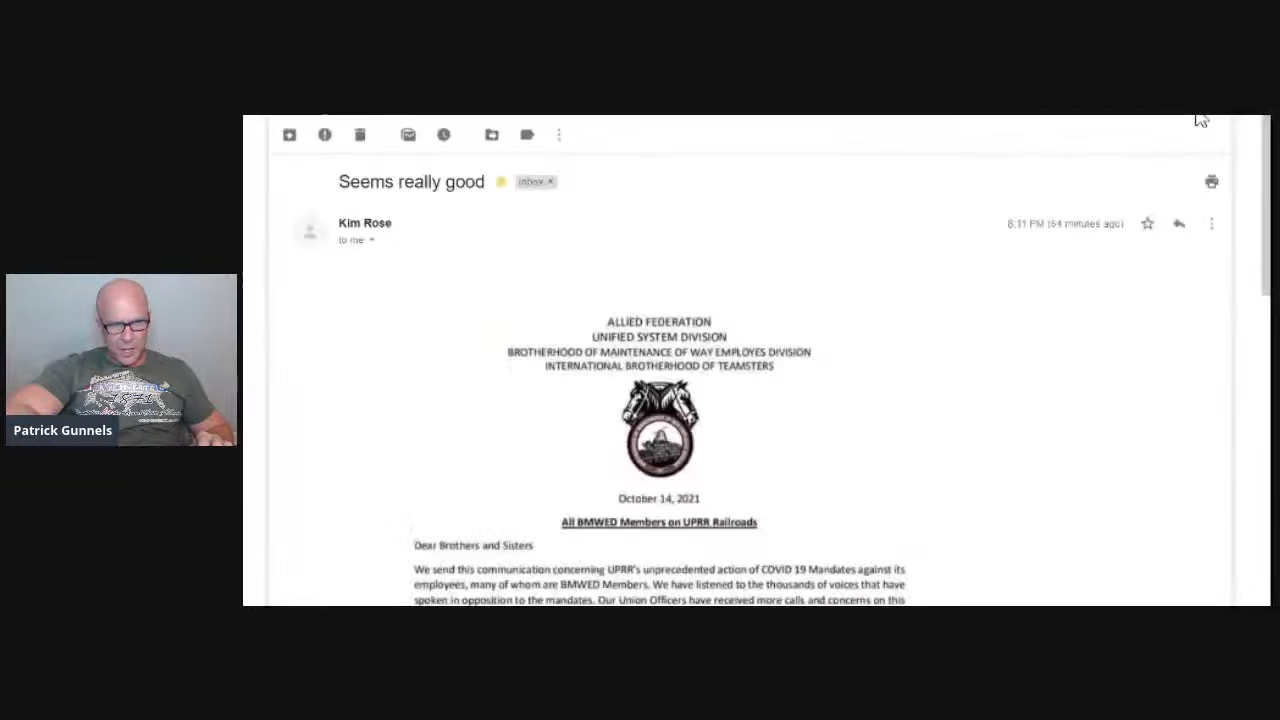 Seems really good
Inbox ×
Kim Rose
8:11 PM (54 minutes ago)
to me
ALLIED FEDERATION
UNIFIED SYSTEM DIVISION
BROTHERHOOD OF MAINTENANCE OF WAY EMPLOYES DIVISION
INTERNATIONAL BROTHERHOOD OF TEAMSTERS
October 14, 2021
All BMWED Members on UPRR Railroads
Dear Brothers and Sisters
We send this communication concerning UPRR's unprecedented action of COVID 19 Mandates against its
employees, many of whom are BMWED Members. We have listened to the thousands of voices that have
spoken in opposition to the mandates. Our Union Officers have received more calls and concerns on this
Patrick Gunnels